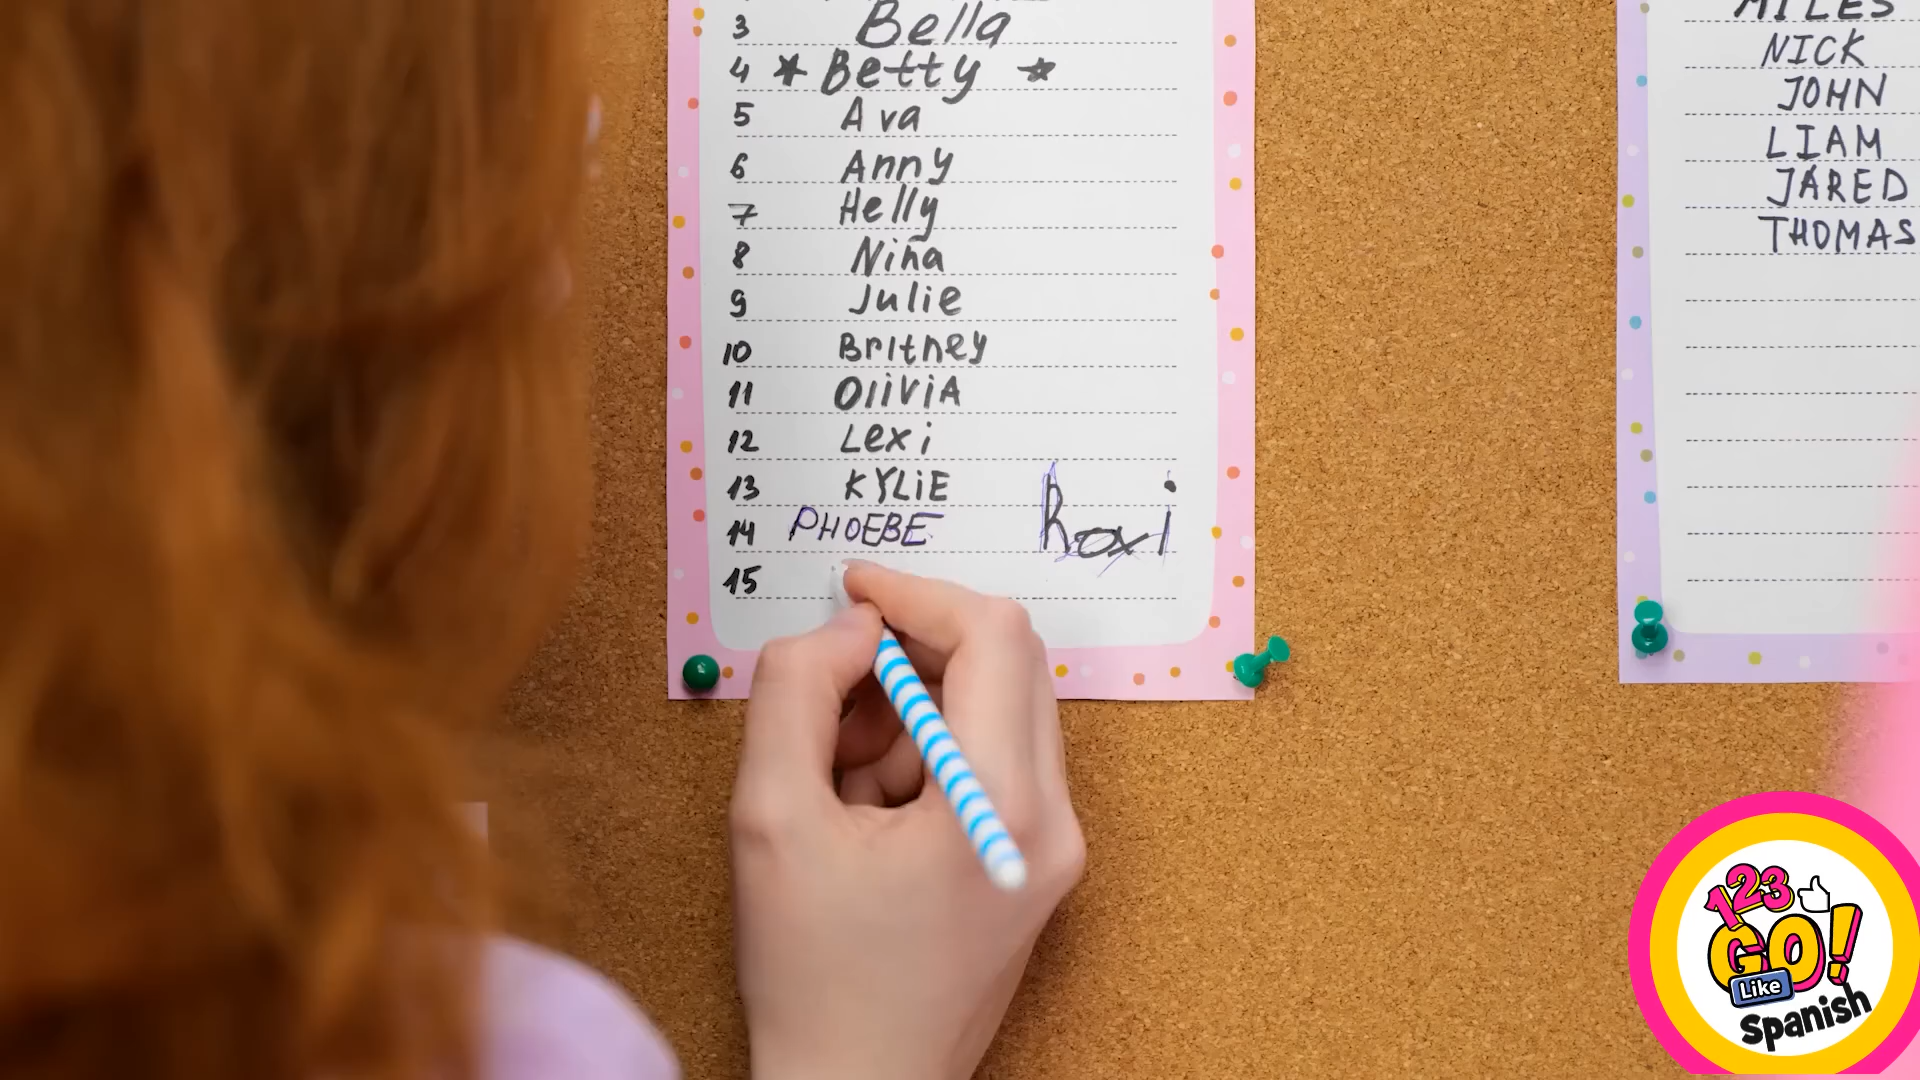 3 Bella
4 * Betty *
5 Ava
6 Anny
7 Helly
8 Nina
9 Julie
10 Britney
11 OliviA
12 Lexi
13 KYLiE
14 PHOEBE
Roxi
15
MILES
NICK
JOHN
LIAM
JARED
THOMAS
123
GO!
Like
Spanish